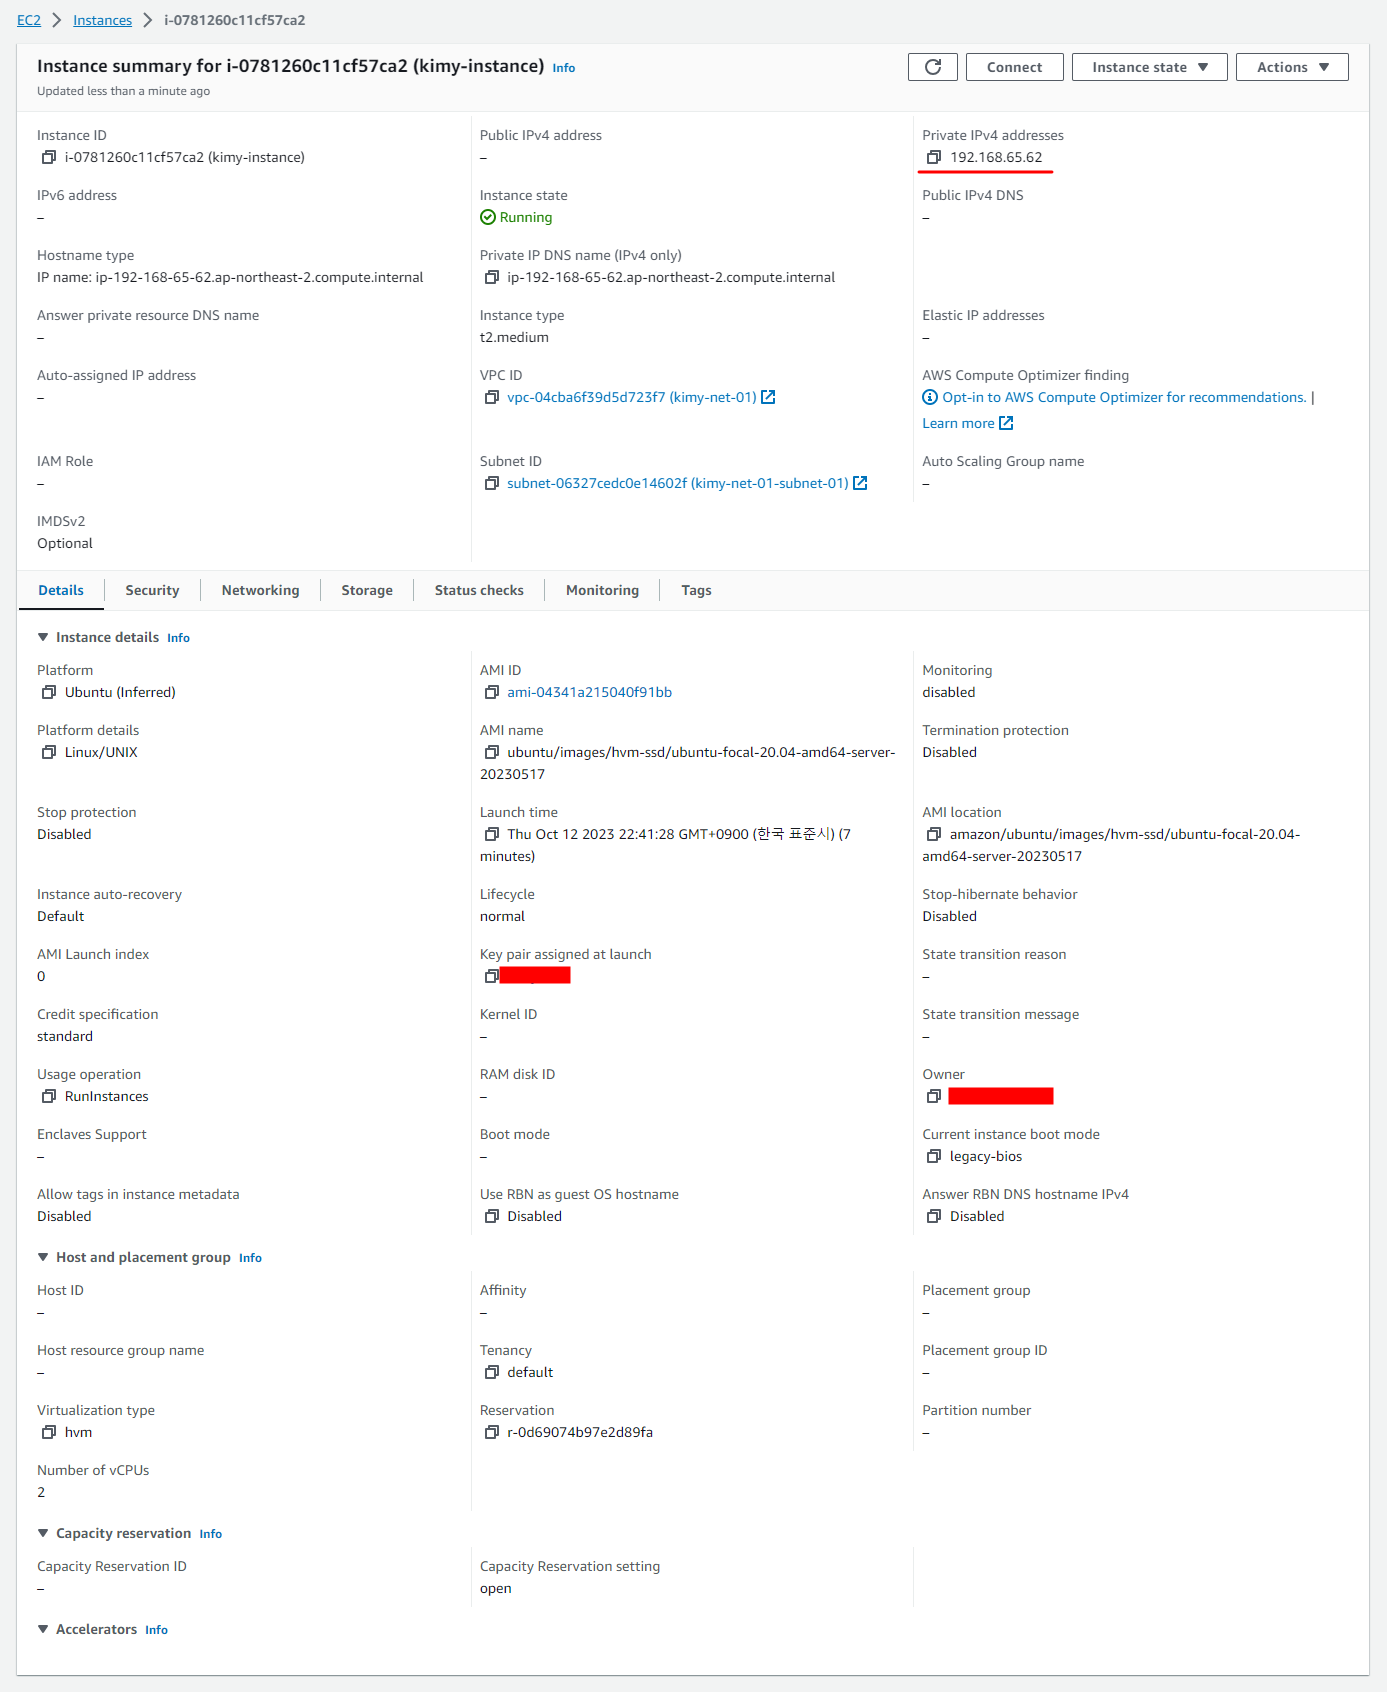 EC2 > Instances > i-0781260c11cf57ca2
Instance summary for i-0781260c11cf57ca2 (kimy-instance) Info
Updated less than a minute ago
Connect
Instance state
Actions
Instance ID
i-0781260c11cf57ca2 (kimy-instance)
Public IPv4 address
–
Private IPv4 addresses
192.168.65.62
IPv6 address
–
Instance state
Running
Public IPv4 DNS
–
Hostname type
IP name: ip-192-168-65-62.ap-northeast-2.compute.internal
Private IP DNS name (IPv4 only)
ip-192-168-65-62.ap-northeast-2.compute.internal
Answer private resource DNS name
–
Instance type
t2.medium
Elastic IP addresses
–
Auto-assigned IP address
–
VPC ID
vpc-04cba6f39d5d723f7 (kimy-net-01)
AWS Compute Optimizer finding
Opt-in to AWS Compute Optimizer for recommendations. |
Learn more
IAM Role
–
Subnet ID
subnet-06327cedc0e14602f (kimy-net-01-subnet-01)
Auto Scaling Group name
–
IMDSv2
Optional
Details
Security
Networking
Storage
Status checks
Monitoring
Tags
Instance details Info
Platform
Ubuntu (Inferred)
AMI ID
ami-04341a215040f91bb
Monitoring
disabled
Platform details
Linux/UNIX
AMI name
ubuntu/images/hvm-ssd/ubuntu-focal-20.04-amd64-server-
20230517
Termination protection
Disabled
Stop protection
Disabled
Launch time
Thu Oct 12 2023 22:41:28 GMT+0900 (한국 표준시) (7
minutes)
AMI location
amazon/ubuntu/images/hvm-ssd/ubuntu-focal-20.04-
amd64-server-20230517
Instance auto-recovery
Default
Lifecycle
normal
Stop-hibernate behavior
Disabled
AMI Launch index
0
Key pair assigned at launch
State transition reason
–
Credit specification
standard
Kernel ID
–
State transition message
–
Usage operation
RunInstances
RAM disk ID
–
Owner
Enclaves Support
–
Boot mode
–
Current instance boot mode
legacy-bios
Allow tags in instance metadata
Disabled
Use RBN as guest OS hostname
Disabled
Answer RBN DNS hostname IPv4
Disabled
Host and placement group Info
Host ID
–
Affinity
–
Placement group
–
Host resource group name
–
Tenancy
default
Placement group ID
–
Virtualization type
hvm
Reservation
r-0d69074b97e2d89fa
Partition number
–
Number of vCPUs
2
Capacity reservation Info
Capacity Reservation ID
–
Capacity Reservation setting
open
Accelerators Info